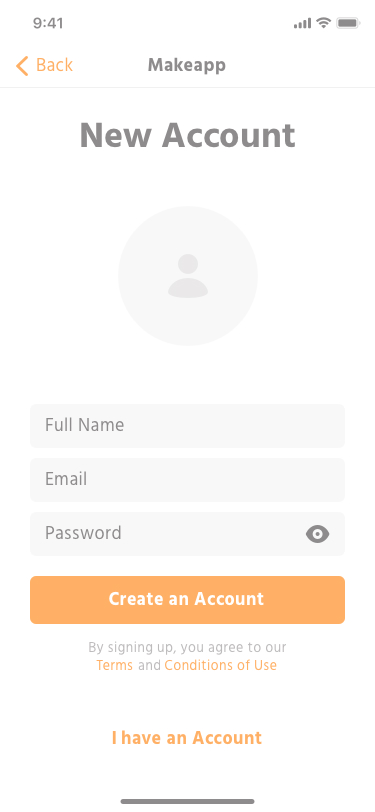 9:41
Back
Makeapp
New Account
Full Name
Email
Password
Create an Account
By signing up, you agree to our
Terms and Conditions of Use
I have an Account